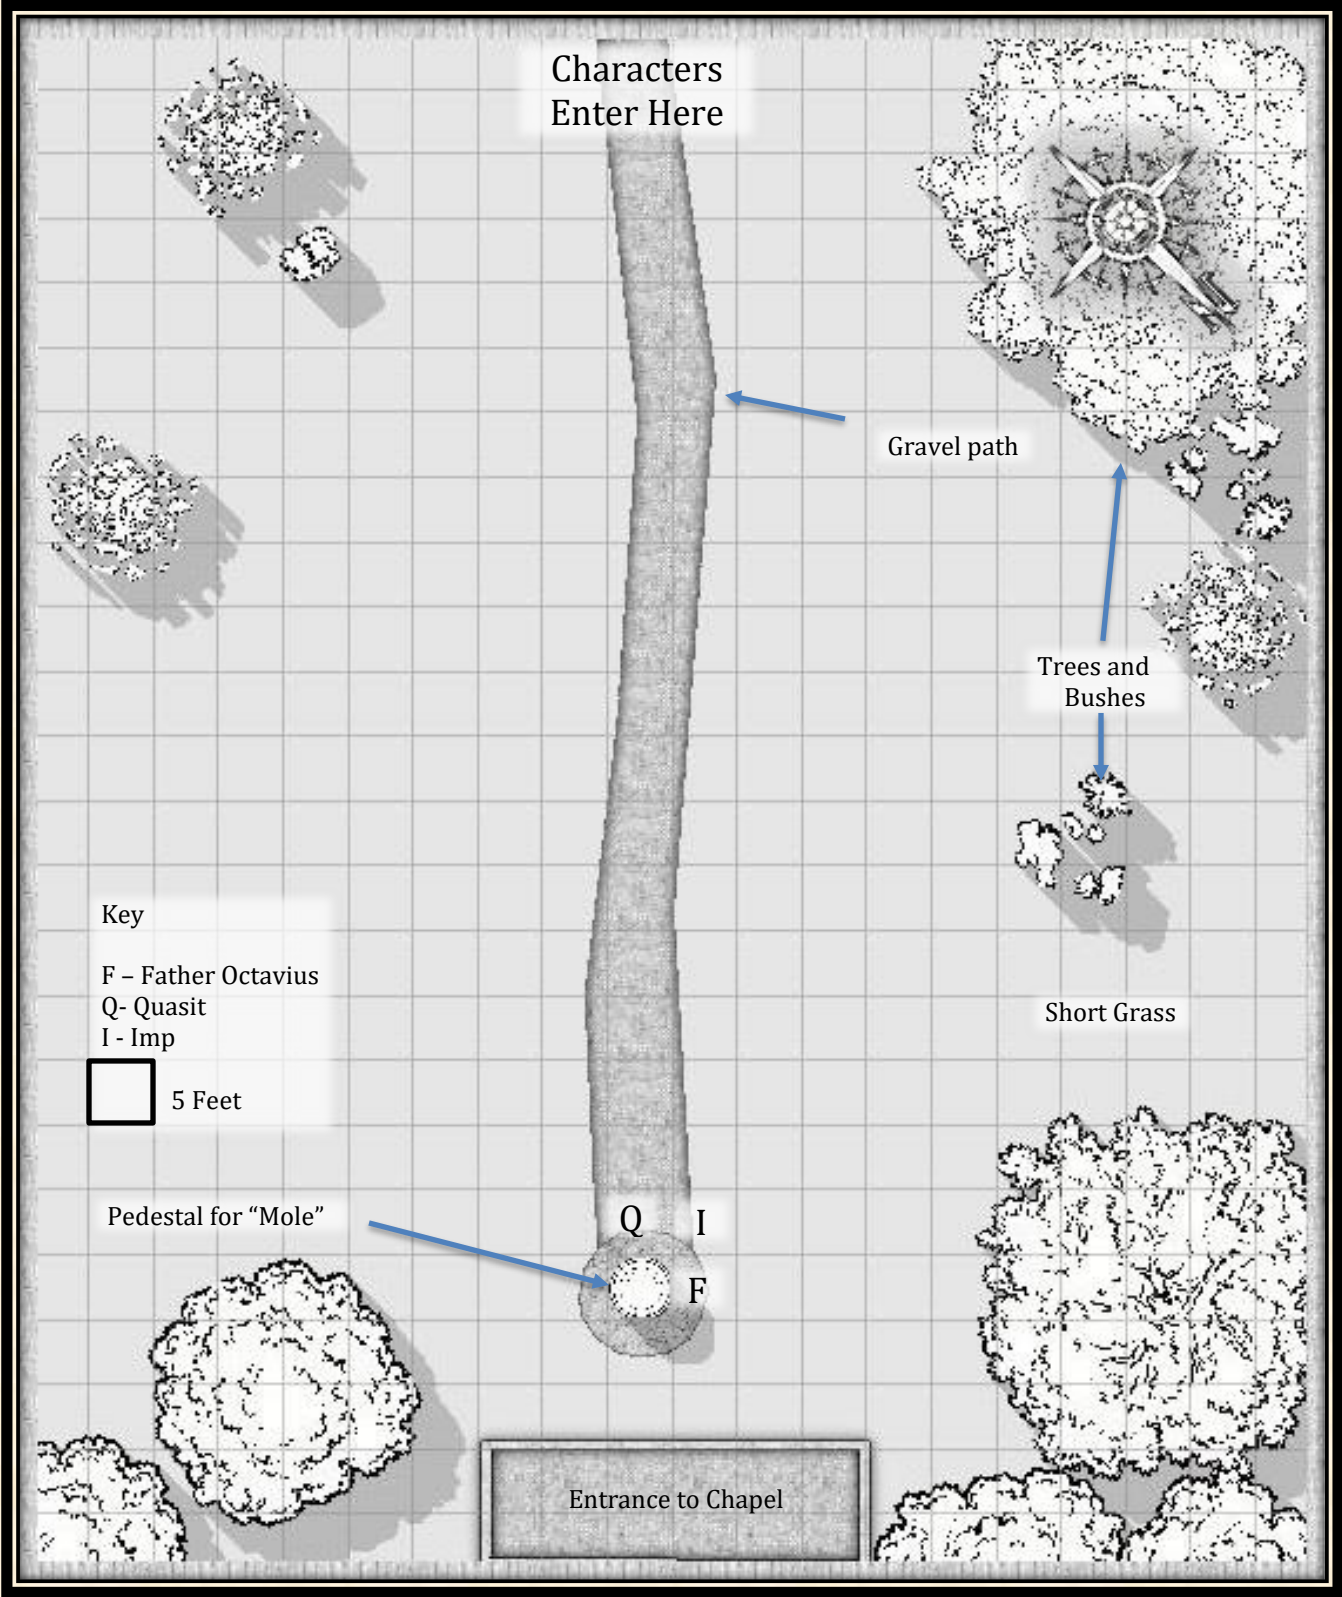 Characters
Enter Here
Gravel path
Trees and
Bushes
Key
F – Father Octavius
Q- Quasit
I - Imp
5 Feet
Short Grass
Pedestal for “Mole”
Q
I
F
Entrance to Chapel